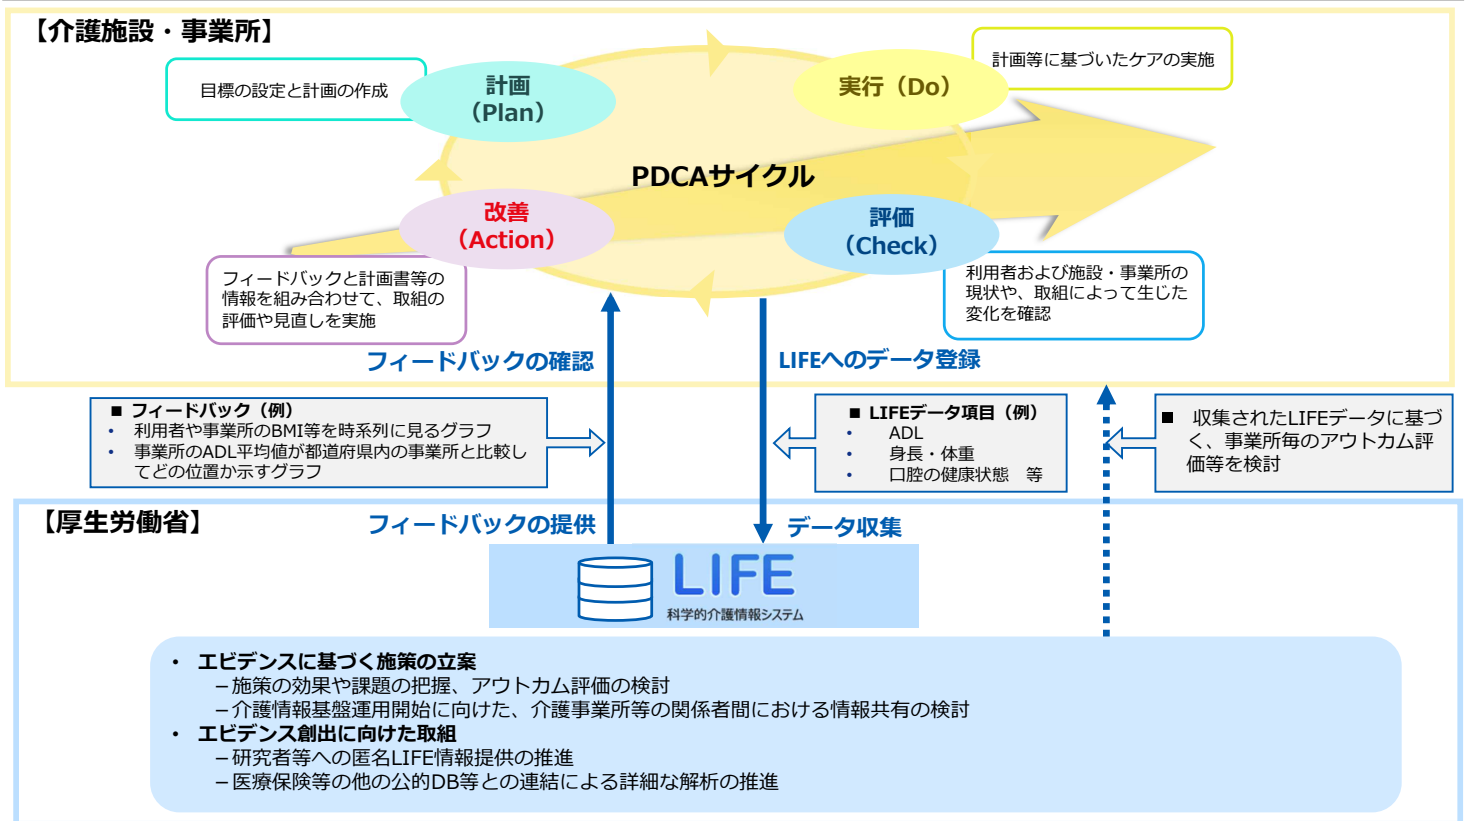 【介護施設・事業所】
目標の設定と計画の作成
計画
（Plan）
実行（Do）
計画等に基づいたケアの実施
PDCAサイクル
改善
（Action）
評価
（Check）
フィードバックと計画書等の
情報を組み合わせて、取組の
評価や見直しを実施
利用者および施設・事業所の
現状や、取組によって生じた
変化を確認
フィードバックの確認
LIFEへのデータ登録
■ フィードバック（例）
• 利用者や事業所のBMI等を時系列に見るグラフ
• 事業所のADL平均値が都道府県内の事業所と比較し
てどの位置か示すグラフ
■ LIFEデータ項目（例）
• ADL
• 身長・体重
• 口腔の健康状態　等
■ 収集されたLIFEデータに基づ
く、事業所毎のアウトカム評
価等を検討
【厚生労働省】
フィードバックの提供
データ収集
LIFE
科学的介護情報システム
• エビデンスに基づく施策の立案
－施策の効果や課題の把握、アウトカム評価の検討
－介護情報基盤運用開始に向けた、介護事業所等の関係者間における情報共有の検討
• エビデンス創出に向けた取組
－研究者等への匿名LIFE情報提供の推進
－医療保険等の他の公的DB等との連結による詳細な解析の推進